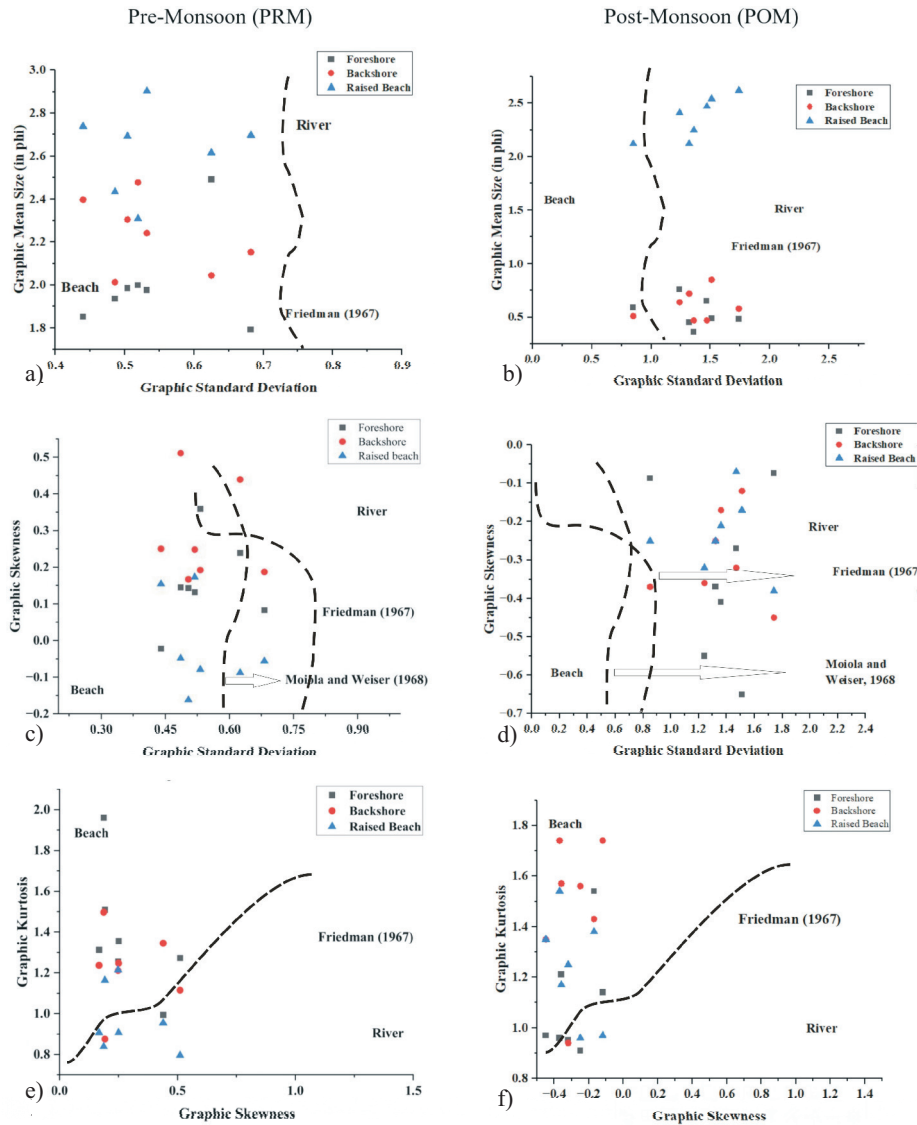 Pre-Monsoon (PRM)
Post-Monsoon (POM)
3.0
2.8
2.6
2.4
2.2
2.0
1.8
Graphic Mean Size (in phi)
Foreshore
Backshore
Raised Beach
River
Beach
Friedman (1967)
0.4 0.5 0.6 0.7 0.8 0.9
a)
Graphic Standard Deviation
2.5
2.0
1.5
1.0
0.5
Graphic Mean Size (in phi)
Foreshore
Backshore
Raised Beach
Beach
River
Friedman (1967)
0.0 0.5 1.0 1.5 2.0 2.5
b)
Graphic Standard Deviation
0.5
0.4
0.3
0.2
0.1
0.0
−0.1
−0.2
Graphic Skewness
Foreshore
Backshore
Raised beach
River
Friedman (1967)
Moiola and Weiser (1968)
Beach
0.30 0.45 0.60 0.75 0.90
c)
Graphic Standard Deviation
-0.0
-0.1
-0.2
-0.3
-0.4
-0.5
-0.6
-0.7
Graphic Skewness
Foreshore
Backshore
Raised Beach
River
Friedman (1967
Beach
Moiola and
Weiser, 1968
0.0 0.2 0.4 0.6 0.8 1.0 1.2 1.4 1.6 1.8 2.0 2.2 2.4
d)
Graphic Standard Deviation
2.0
1.8
1.6
1.4
1.2
1.0
0.8
Graphic Kurtosis
Foreshore
Backshore
Raised Beach
Beach
Friedman (1967)
River
0.0 0.5 1.0 1.5
e)
Graphic Skewness
1.8
1.6
1.4
1.2
1.0
0.8
Graphic Kurtosis
Foreshore
Backshore
Raised Beach
Beach
Friedman (1967)
River
−0.4 −0.2 0.0 0.2 0.4 0.6 0.8 1.0 1.2 1.4
f)
Graphic Skewness